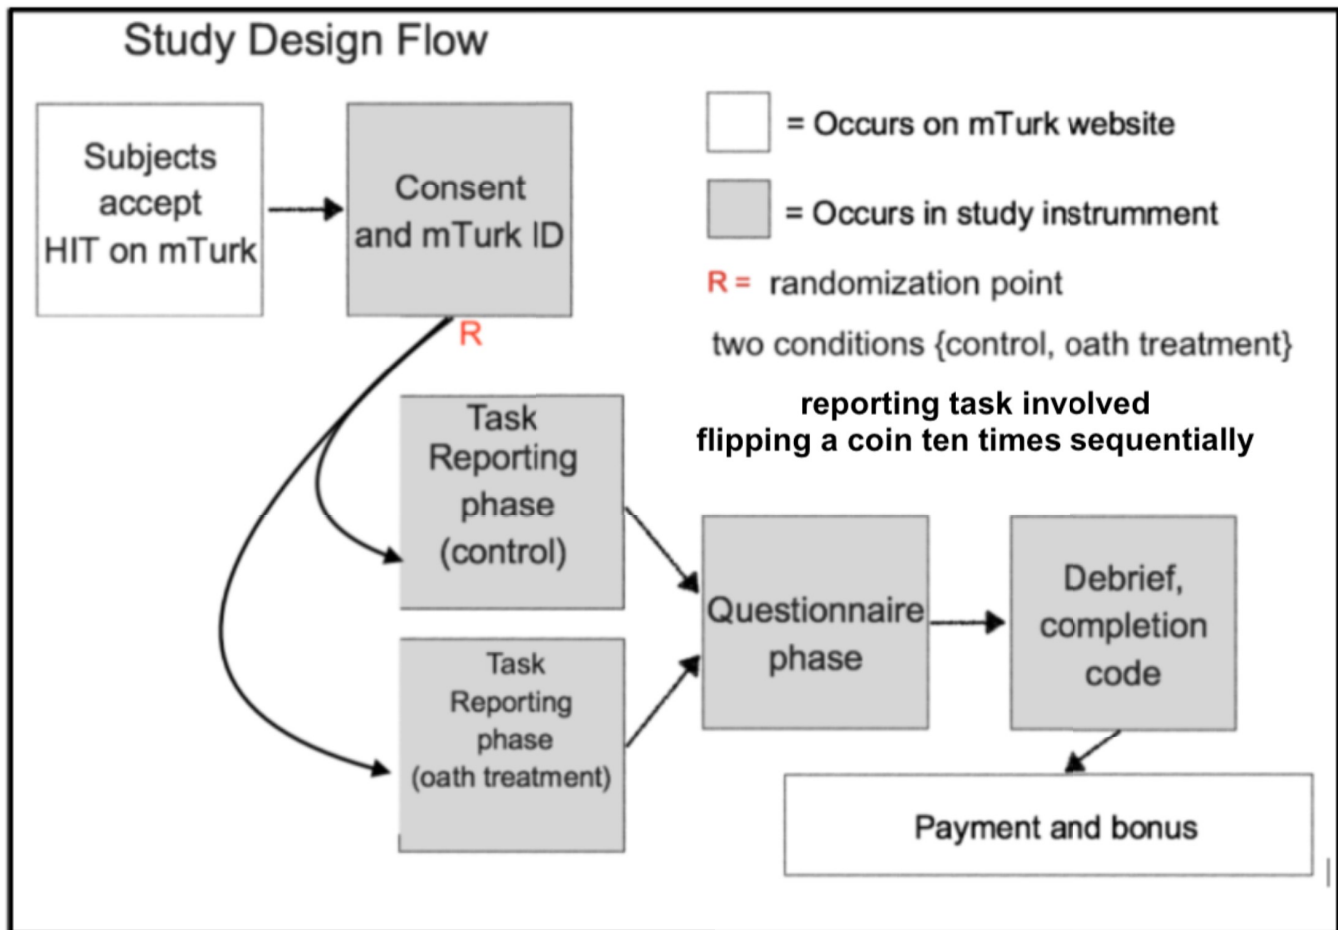 Study Design Flow
Subjects
accept
HIT on mTurk
Consent
and mTurk ID
= Occurs on mTurk website
= Occurs in study instrumment
R = randomization point
two conditions {control, oath treatment}
reporting task involved
flipping a coin ten times sequentially
R
Task
Reporting
phase
(control)
Task
Reporting
phase
(oath treatment)
Questionnaire
phase
Debrief,
completion
code
Payment and bonus